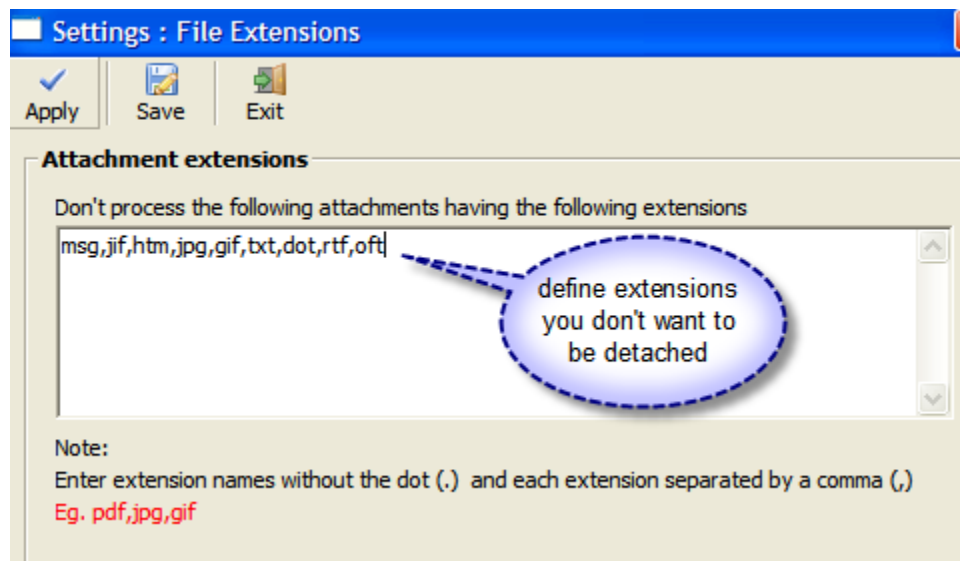 Settings : File Extensions
Apply Save Exit
Attachment extensions
Don't process the following attachments having the following extensions
msg,jif,htm,jpg,gif,txt,dot,rtf,oft
define extensions
you don't want to
be detached
Note:
Enter extension names without the dot (.)  and each extension separated by a comma (,)
Eg. pdf,jpg,gif